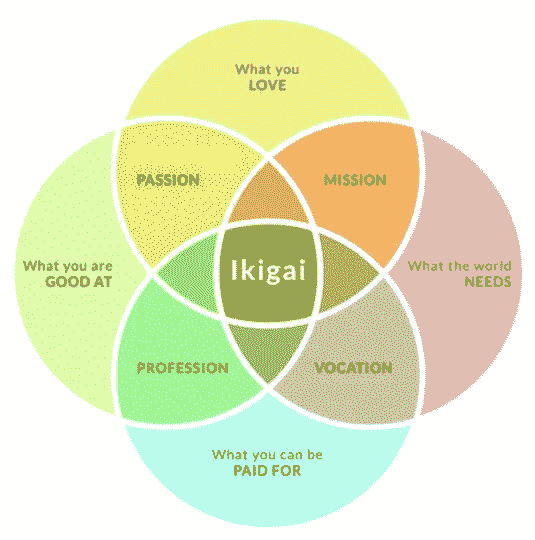 What you
LOVE
PASSION
MISSION
What you are
GOOD AT
Ikigai
What the world
NEEDS
PROFESSION
VOCATION
What you can be
PAID FOR